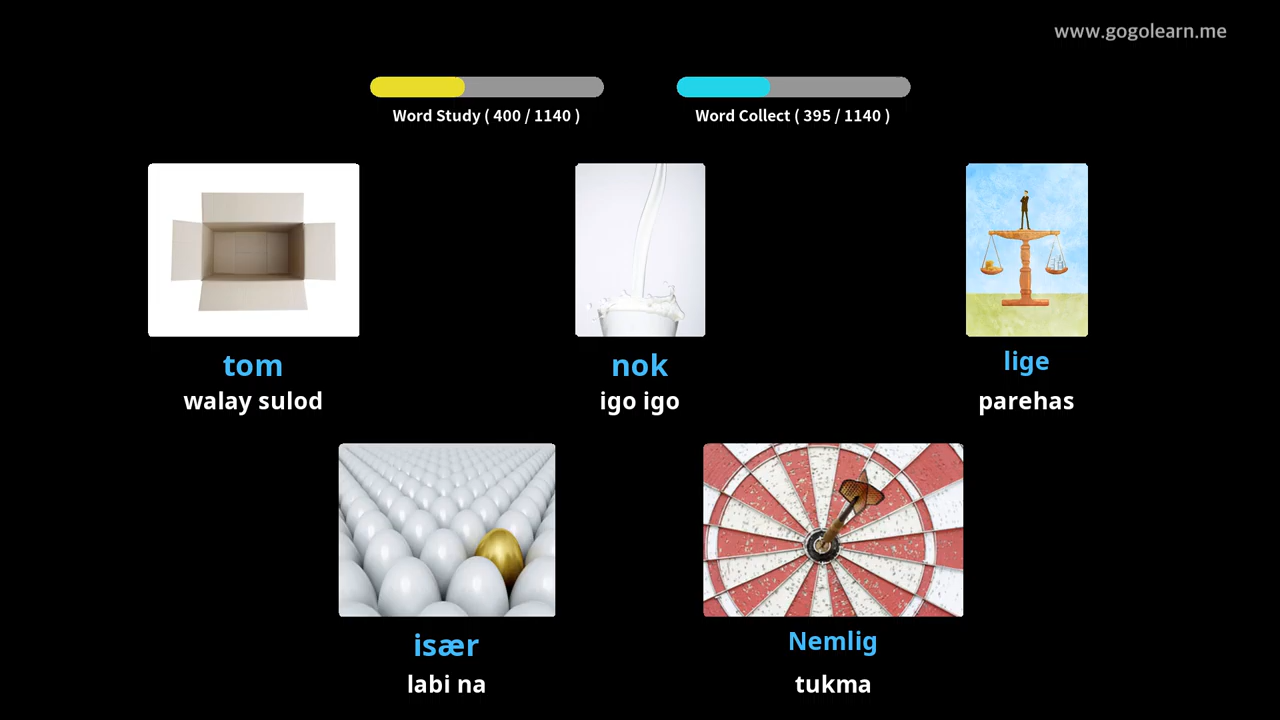 www.gogolearn.me
Word Study ( 400 / 1140 )
Word Collect ( 395 / 1140 )
tom
walay sulod
nok
igo igo
lige
parehas
især
labi na
Nemlig
tukma